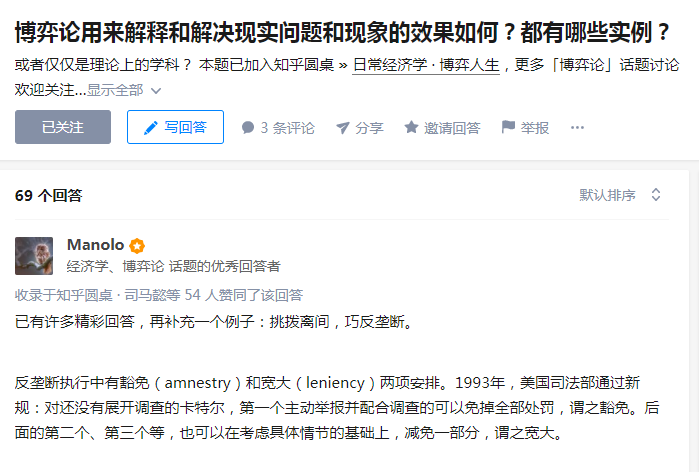 博弈论用来解释和解决现实问题和现象的效果如何？都有哪些实例？
或者仅仅是理论上的学科？ 本题已加入知乎圆桌 » 日常经济学 · 博弈人生，更多「博弈论」话题讨论
欢迎关注...显示全部
已关注 写回答 3 条评论 分享 邀请回答 举报 ···
69 个回答 默认排序
Manolo
经济学、博弈论 话题的优秀回答者
收录于知乎圆桌 · 司马懿等 54 人赞同了该回答
已有许多精彩回答，再补充一个例子：挑拨离间，巧反垄断。
反垄断执行中有豁免（amnestry）和宽大（leniency）两项安排。1993年，美国司法部通过新
规：对还没有展开调查的卡特尔，第一个主动举报并配合调查的可以免掉全部处罚，谓之豁免。后
面的第二个、第三个等，也可以在考虑具体情节的基础上，减免一部分，谓之宽大。